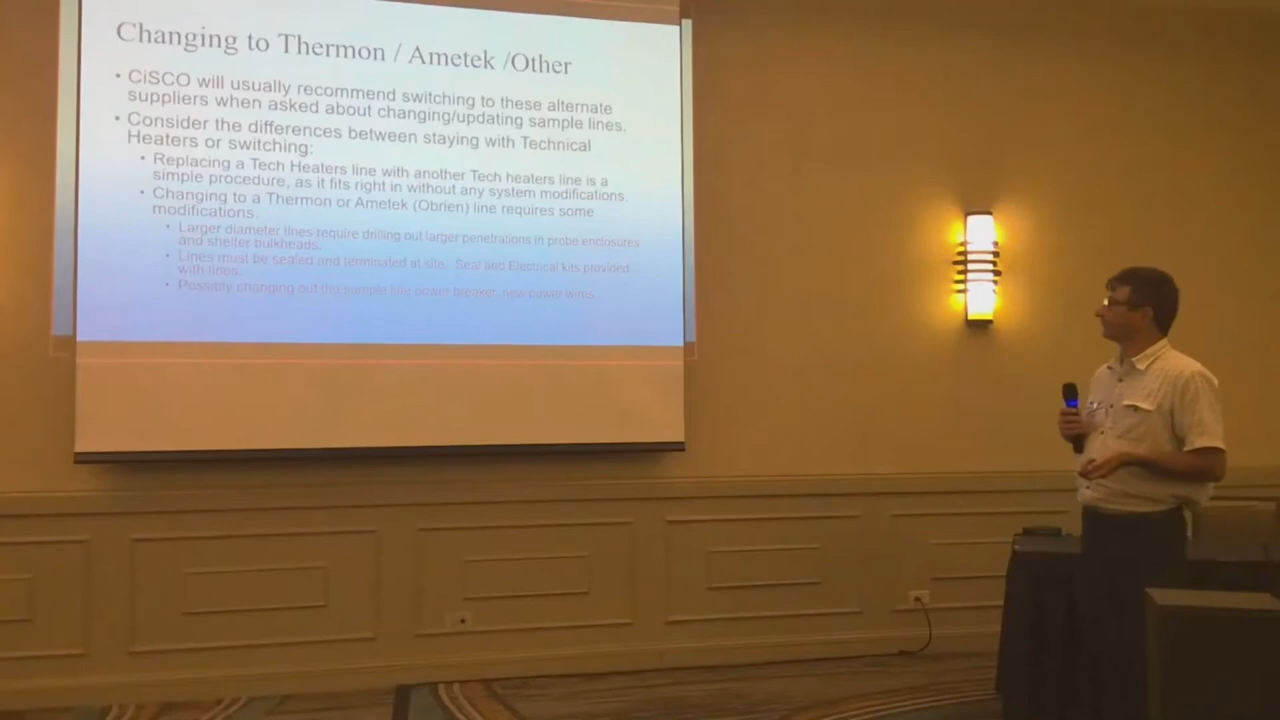 Changing to Thermon / Ametek /Other
• CiSCO will usually recommend switching to these alternate
suppliers when asked about changing/updating sample lines.
• Consider the differences between staying with Technical
Heaters or switching:
• Replacing a Tech Heaters line with another Tech heaters line is a
simple procedure, as it fits right in without any system modifications.
• Changing to a Thermon or Ametek (Obrien) line requires some
modifications.
• Larger diameter lines require drilling out larger penetrations in probe enclosures
and shelter bulkheads.
• Lines must be sealed and terminated at site. Seal and Electrical kits provided
with lines.
• Possibly changing out the sample line power breaker, new power wires